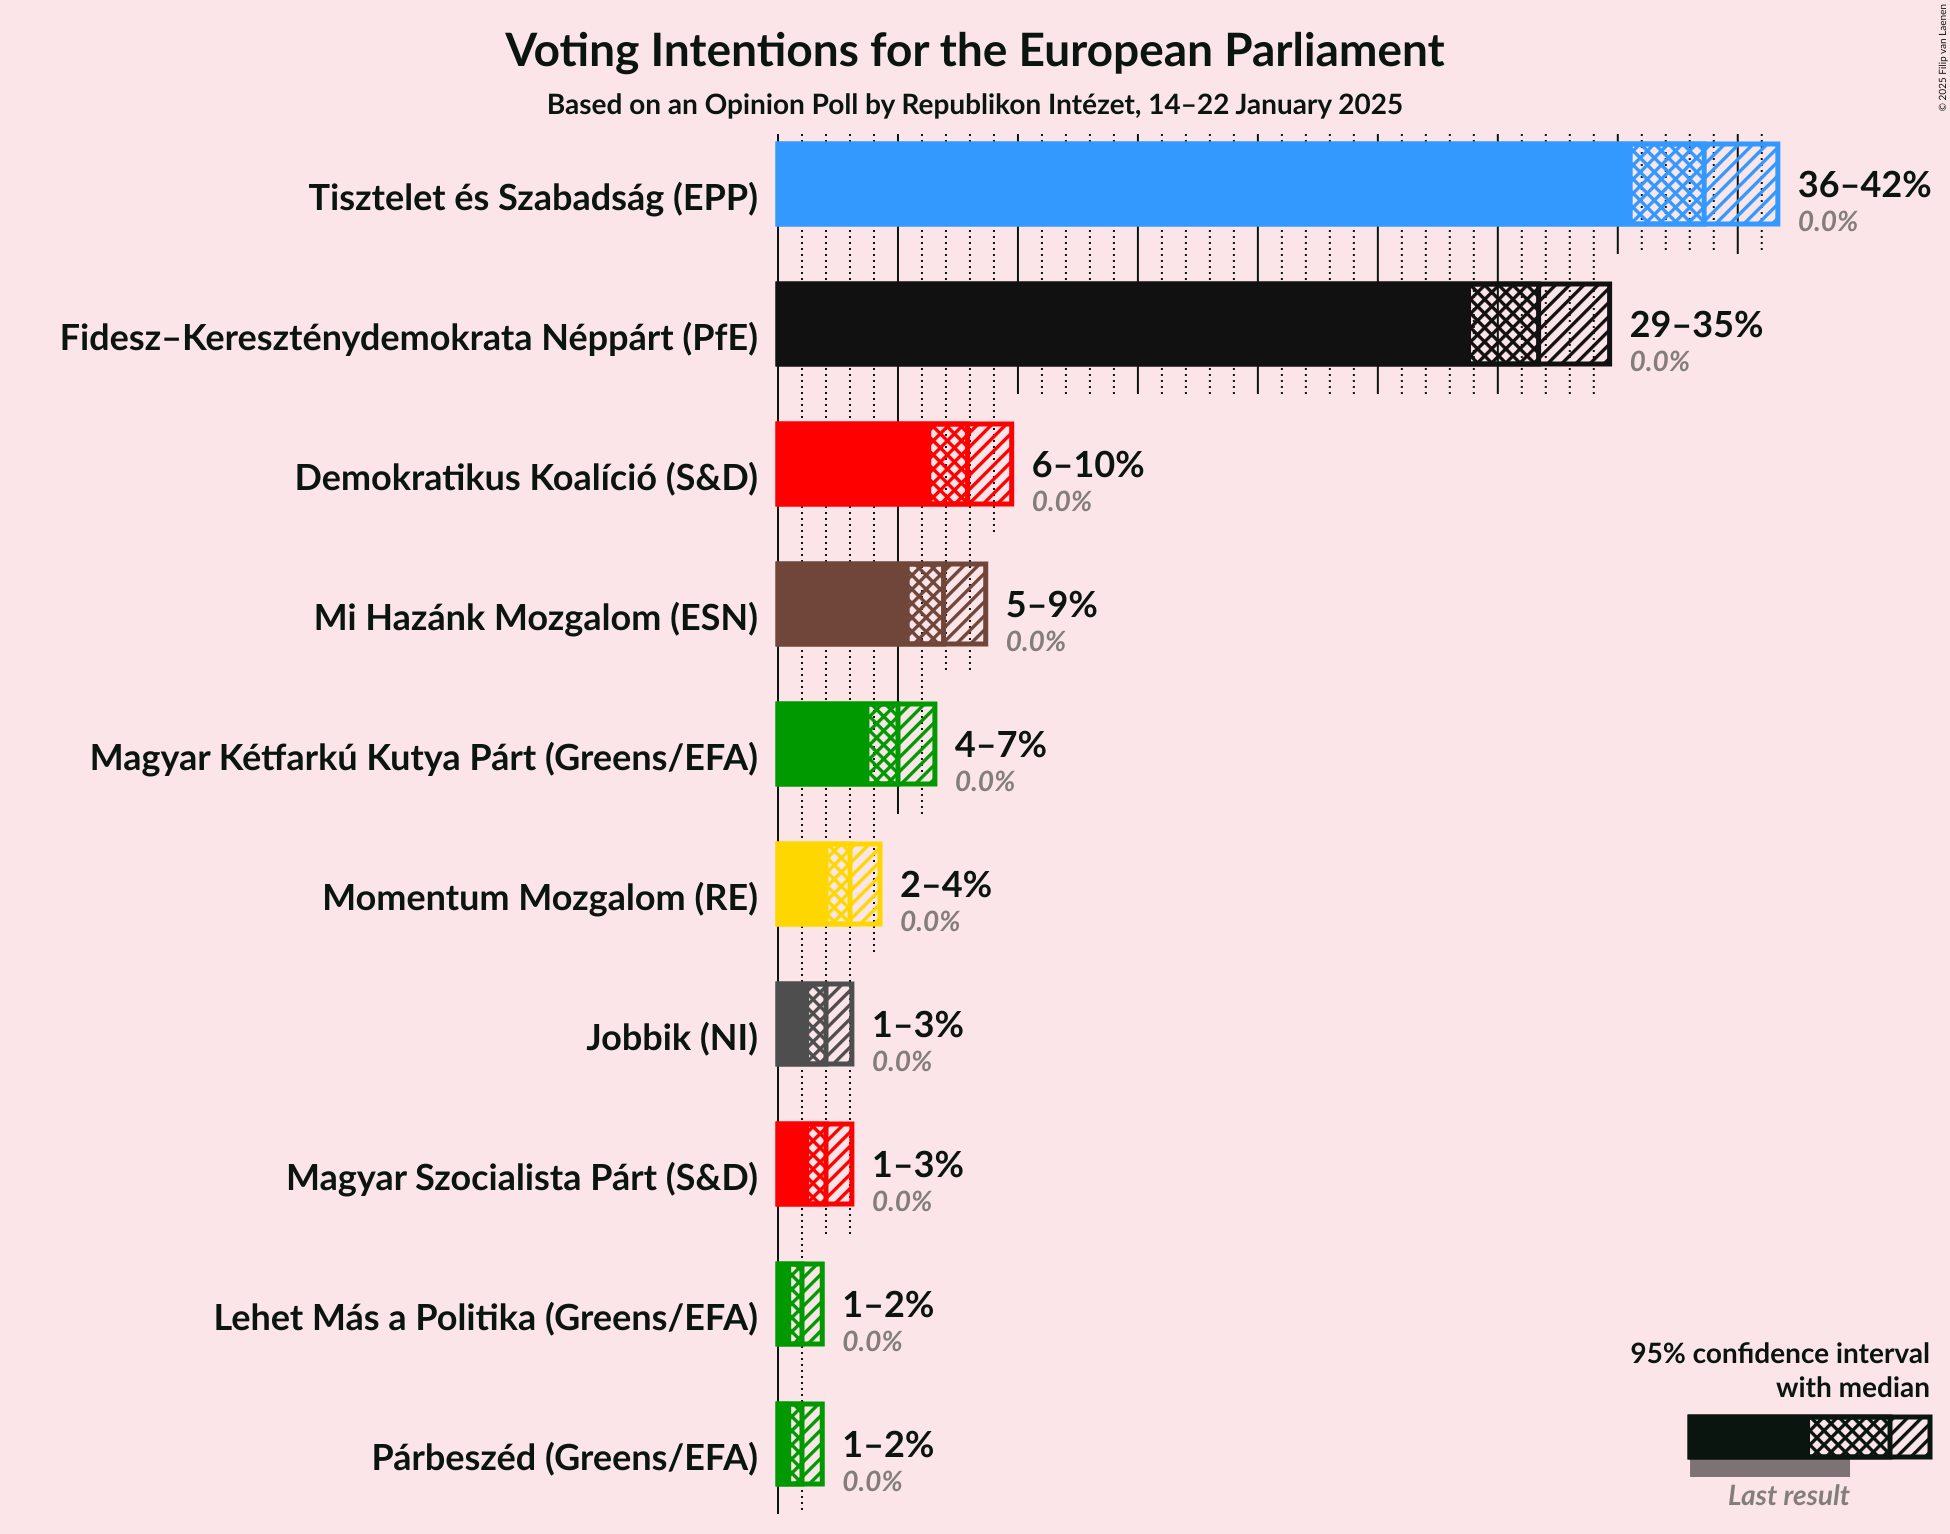 Voting Intentions for the European Parliament
Based on an Opinion Poll by Republikon Intézet, 14–22 January 2025
© 2025 Filip van Laenen
Tisztelet és Szabadság (EPP)
36–42%
0.0%
Fidesz–Kereszténydemokrata Néppárt (PfE)
29–35%
0.0%
Demokratikus Koalíció (S&D)
6–10%
0.0%
Mi Hazánk Mozgalom (ESN)
5–9%
0.0%
Magyar Kétfarkú Kutya Párt (Greens/EFA)
4–7%
0.0%
Momentum Mozgalom (RE)
2–4%
0.0%
Jobbik (NI)
1–3%
0.0%
Magyar Szocialista Párt (S&D)
1–3%
0.0%
Lehet Más a Politika (Greens/EFA)
1–2%
0.0%
Párbeszéd (Greens/EFA)
1–2%
0.0%
95% confidence interval
with median
Last result